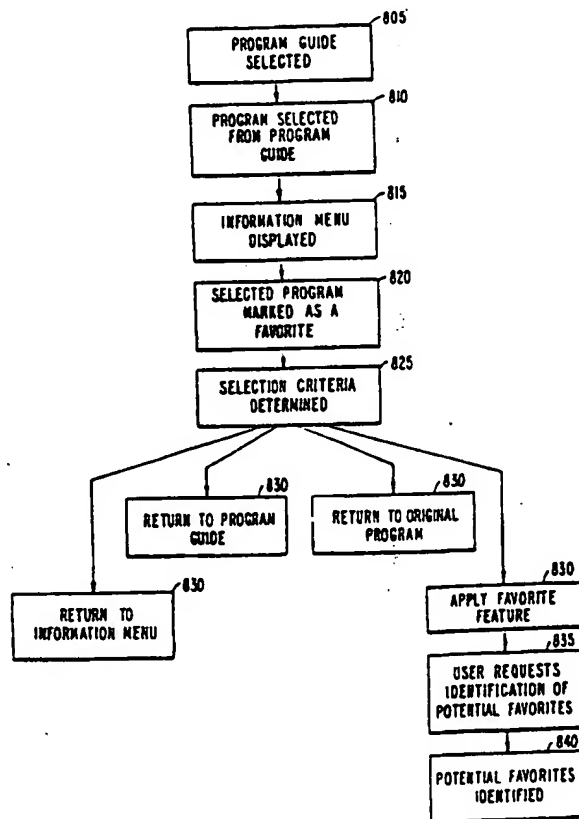 805
PROGRAM GUIDE
SELECTED
810
PROGRAM SELECTED
FROM PROGRAM
GUIDE
815
INFORMATION MENU
DISPLAYED
820
SELECTED PROGRAM
MARKED AS A
FAVORITE
825
SELECTION CRITERIA
DETERMINED
830
RETURN TO PROGRAM
GUIDE
830
RETURN TO ORIGINAL
PROGRAM
830
RETURN TO
INFORMATION MENU
830
APPLY FAVORITE
FEATURE
835
USER REQUESTS
IDENTIFICATION OF
POTENTIAL FAVORITES
840
POTENTIAL FAVORITES
IDENTIFIED